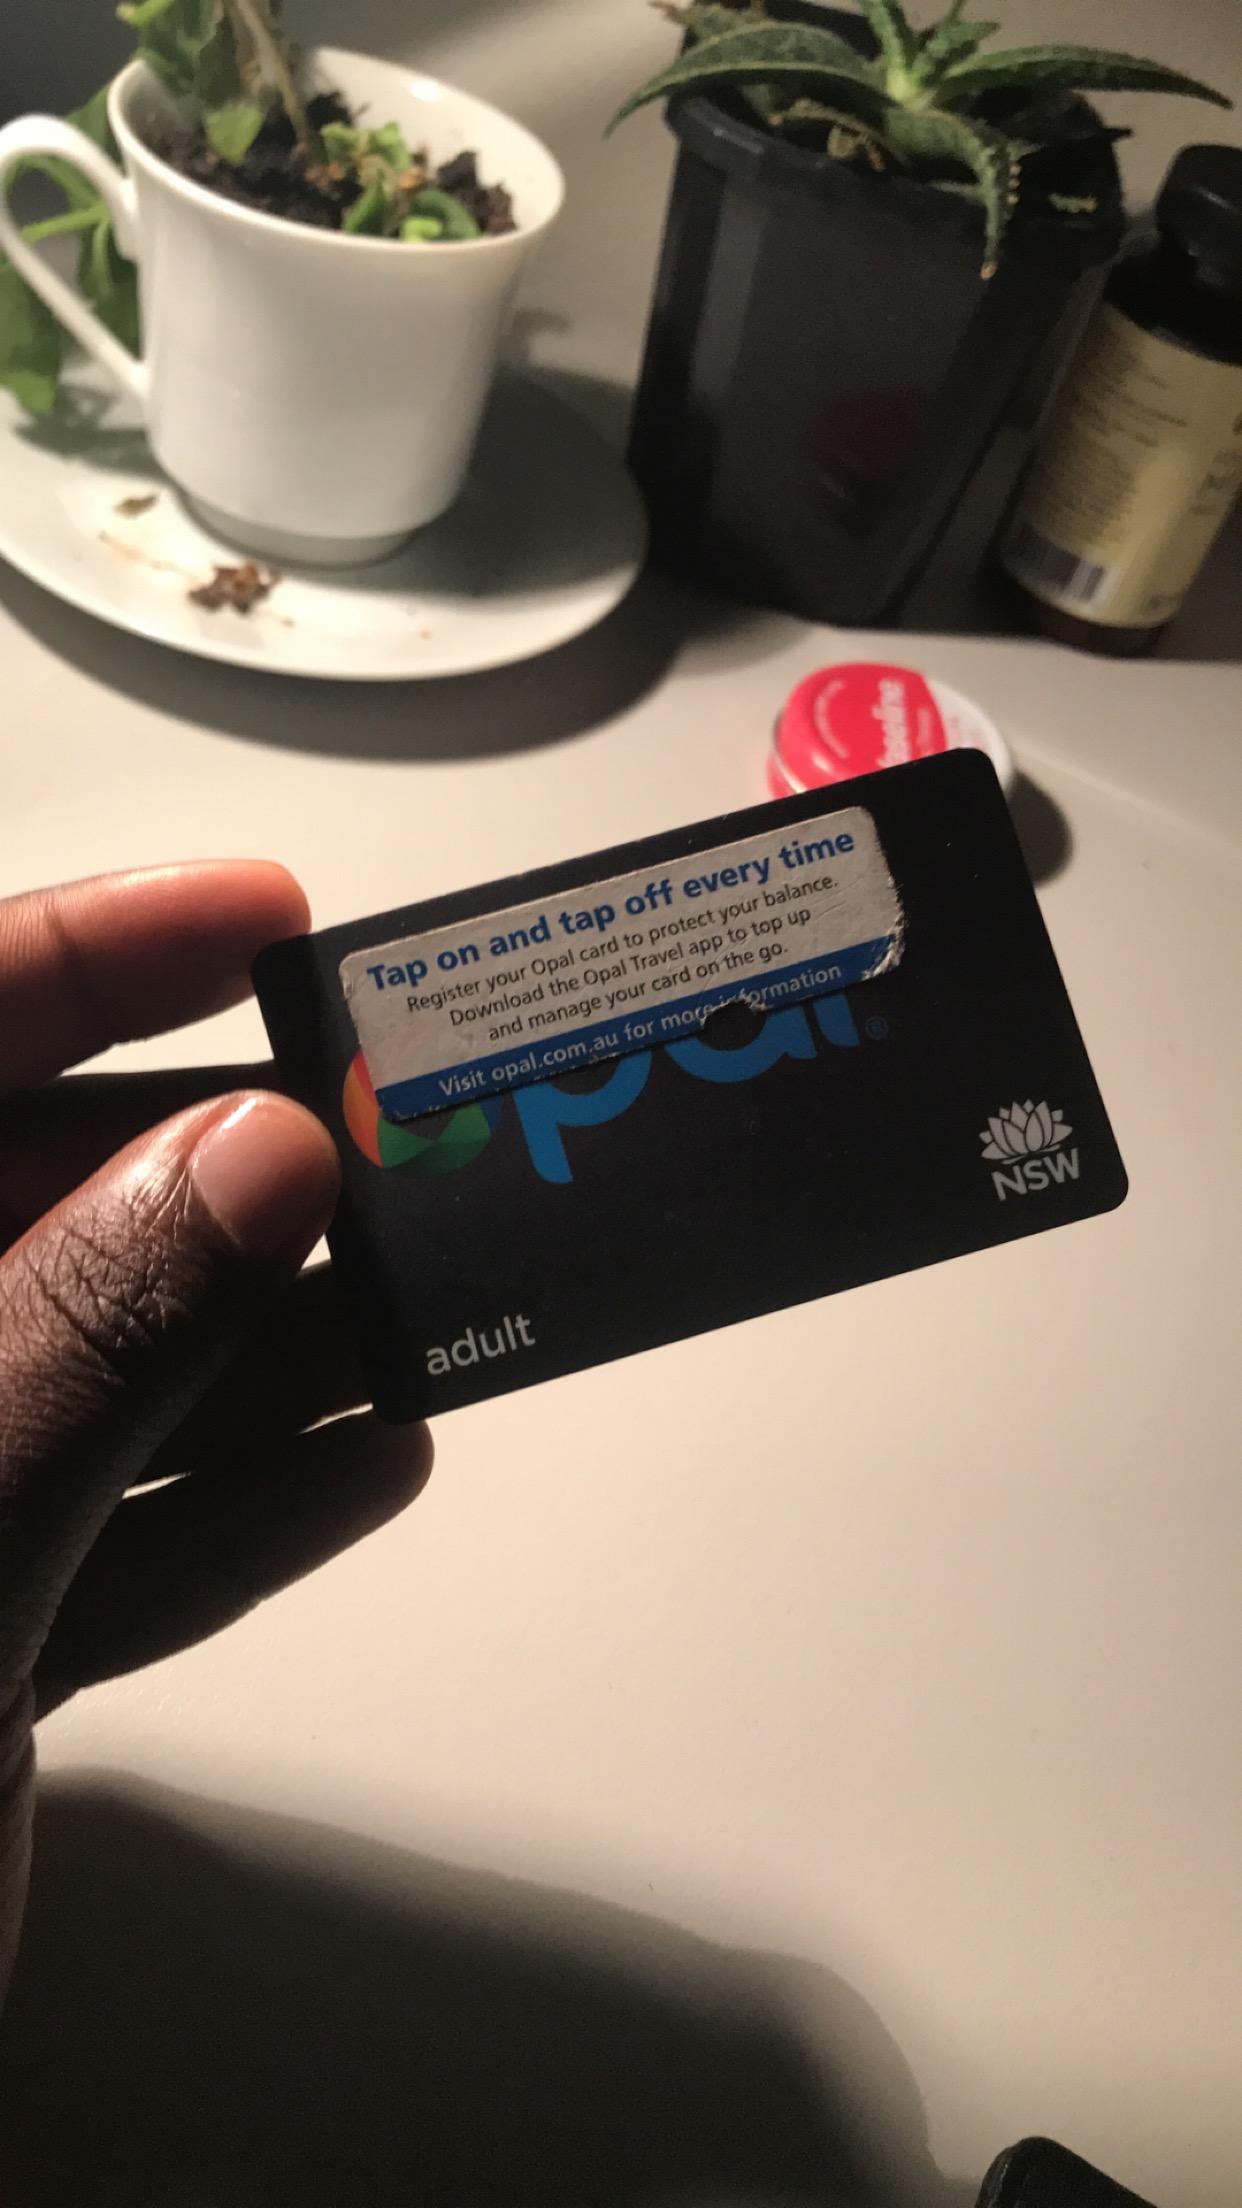 Vaseline
Tap on and tap off every time
Register your Opal card to protect your balance.
Download the Opal Travel app to top up
and manage your card on the go.
Visit opal.com.au for more information
opal®
NSW
adult